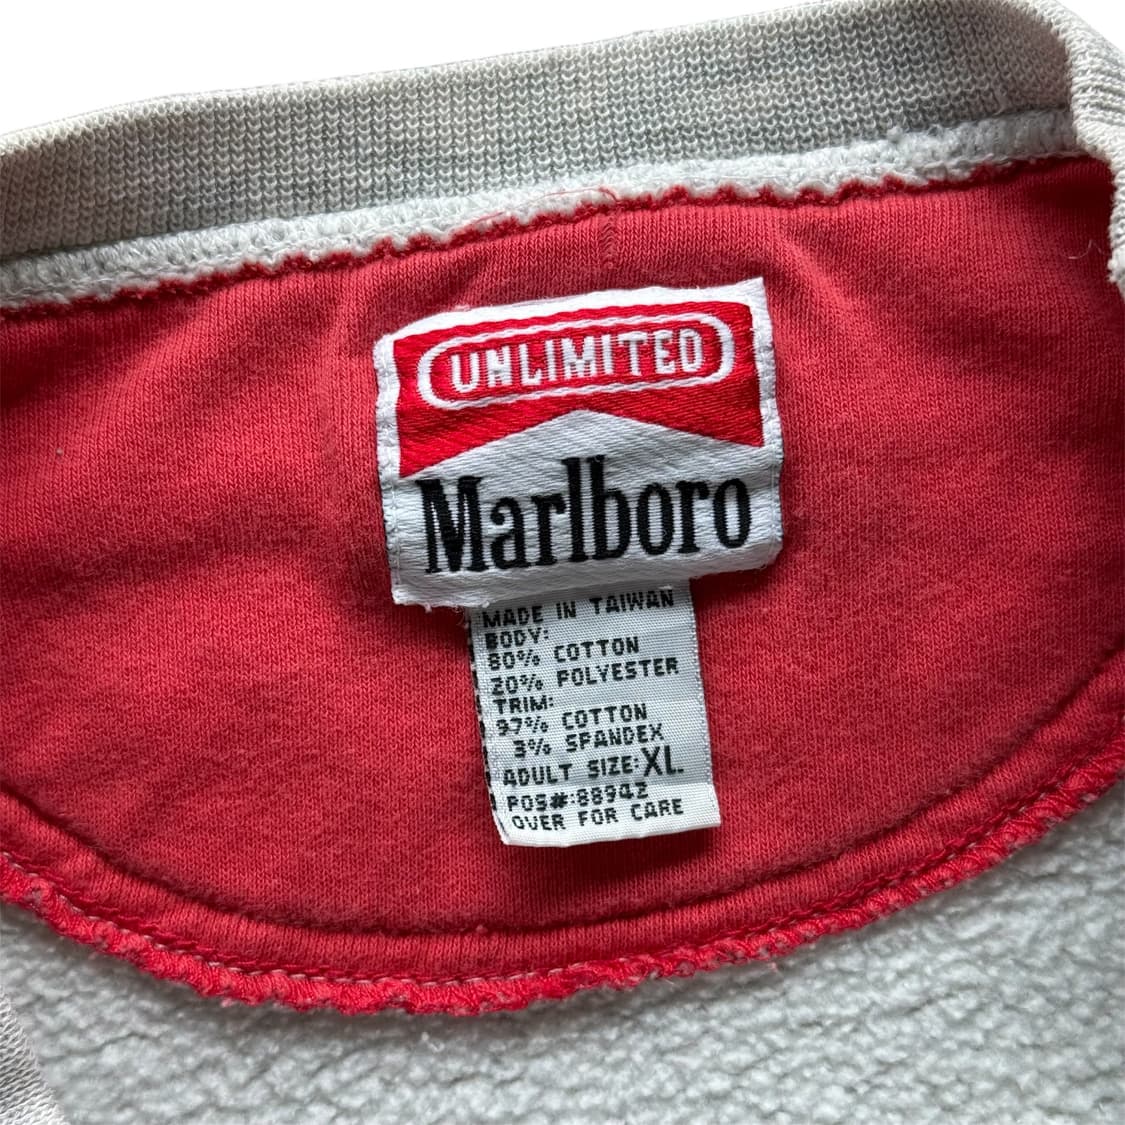 UNLIMITED
Marlboro
MADE IN TAIWAN
BODY:
80% COTTON
20% POLYESTER
TRIM:
97% COTTON
3% SPANDEX
ADULT SIZE: XL
POS#:88942
OVER FOR CARE